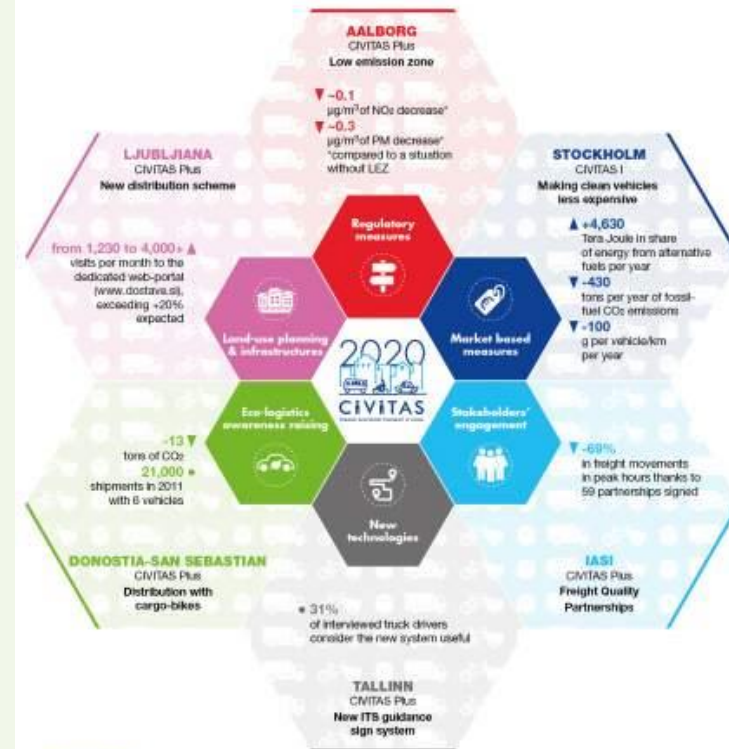 AALBORG
CIVITAS Plus
Low emission zone
▼ ~0.1
µg/m³ of NO₂ decrease*
▼ ~0.3
µg/m³ of PM decrease*
*compared to a situation
without LEZ
LJUBLJIANA
CIVITAS Plus
New distribution scheme
from 1,230 to 4,000+ ▲
visits per month to the
dedicated web-portal
(www.dostave.si),
exceeding +20%
expected
STOCKHOLM
CIVITAS I
Making clean vehicles
less expensive
▲ +4,630
Tera Joule in share
of energy from alternative
fuels per year
▼ -430
tons per year of fossil-
fuel CO₂ emissions
▼ -100
g per vehicle/km
per year
Regulatory
measures
Land-use planning
& infrastructures
Market based
measures
2020
CIVITAS
Eco-logistics
awareness raising
Stakeholders'
engagement
New
technologies
-13 ▼
tons of CO₂
21,000 •
shipments in 2011
with 6 vehicles
DONOSTIA-SAN SEBASTIAN
CIVITAS Plus
Distribution with
cargo-bikes
▼ -69%
in freight movements
in peak hours thanks to
59 partnerships signed
IASI
CIVITAS Plus
Freight Quality
Partnerships
• 31%
of interviewed truck drivers
consider the new system useful
TALLINN
CIVITAS Plus
New ITS guidance
sign system